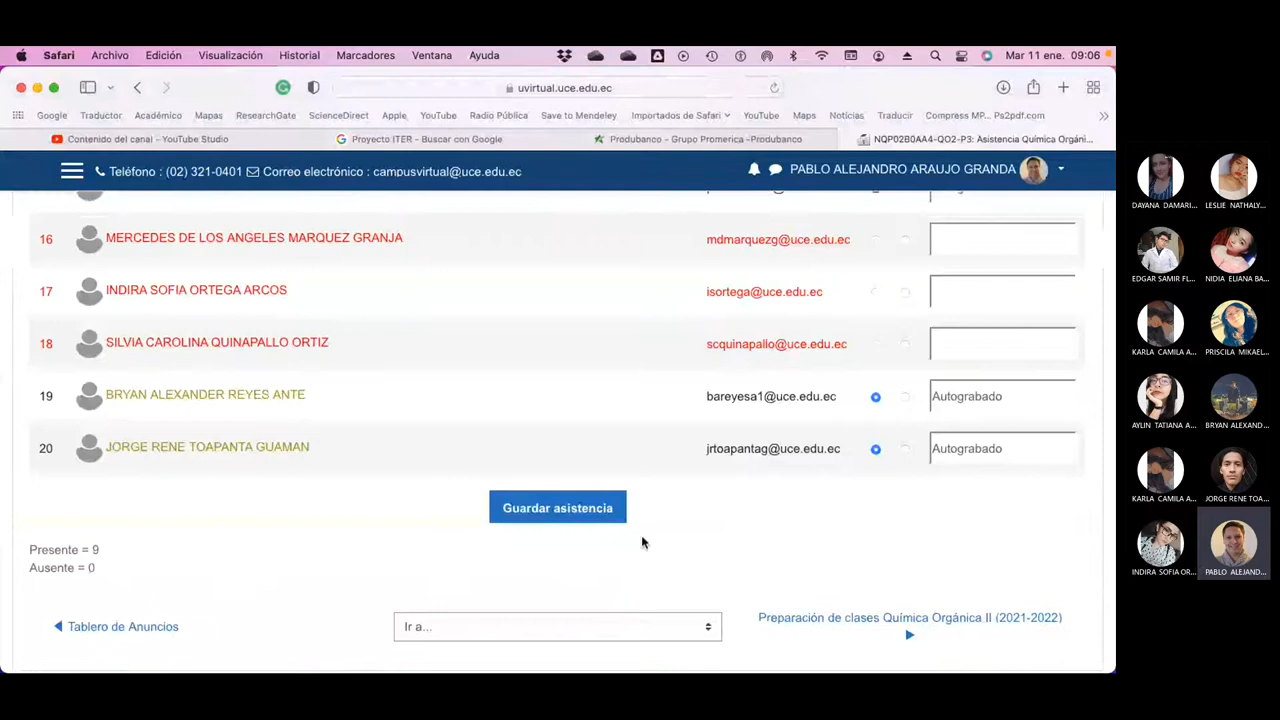 Safari Archivo Edición Visualización Historial Marcadores Ventana Ayuda Mar 11 ene. 09:06
uvirtual.uce.edu.ec
Google Traductor Académico Mapas ResearchGate ScienceDirect Apple YouTube Radio Pública Save to Mendeley Importados de Safari YouTube Maps Noticias Traducir Compress MP... Ps2pdf.com
Contenido del canal - YouTube Studio Proyecto ITER - Buscar con Google Produbanco - Grupo Promerica -Produbanco NQP02B0AA4-QO2-P3: Asistencia Química Orgáni...
Teléfono : (02) 321-0401 Correo electrónico : campusvirtual@uce.edu.ec PABLO ALEJANDRO ARAUJO GRANDA
16 MERCEDES DE LOS ANGELES MARQUEZ GRANJA mdmarquezg@uce.edu.ec
17 INDIRA SOFIA ORTEGA ARCOS isortega@uce.edu.ec
18 SILVIA CAROLINA QUINAPALLO ORTIZ scquinapallo@uce.edu.ec
19 BRYAN ALEXANDER REYES ANTE bareyesa1@uce.edu.ec Autograbado
20 JORGE RENE TOAPANTA GUAMAN jrtoapantag@uce.edu.ec Autograbado
Guardar asistencia
Presente = 9
Ausente = 0
Tablero de Anuncios Ir a... Preparación de clases Química Orgánica II (2021-2022)
DAYANA DAMARI... LESLIE NATHALY...
EDGAR SAMIR FL... NIDIA ELIANA BA...
KARLA CAMILA A... PRISCILA MIKAEL...
AYLIN TATIANA A... BRYAN ALEXAND...
KARLA CAMILA A... JORGE RENE TOA...
INDIRA SOFIA OR... PABLO ALEJAND...